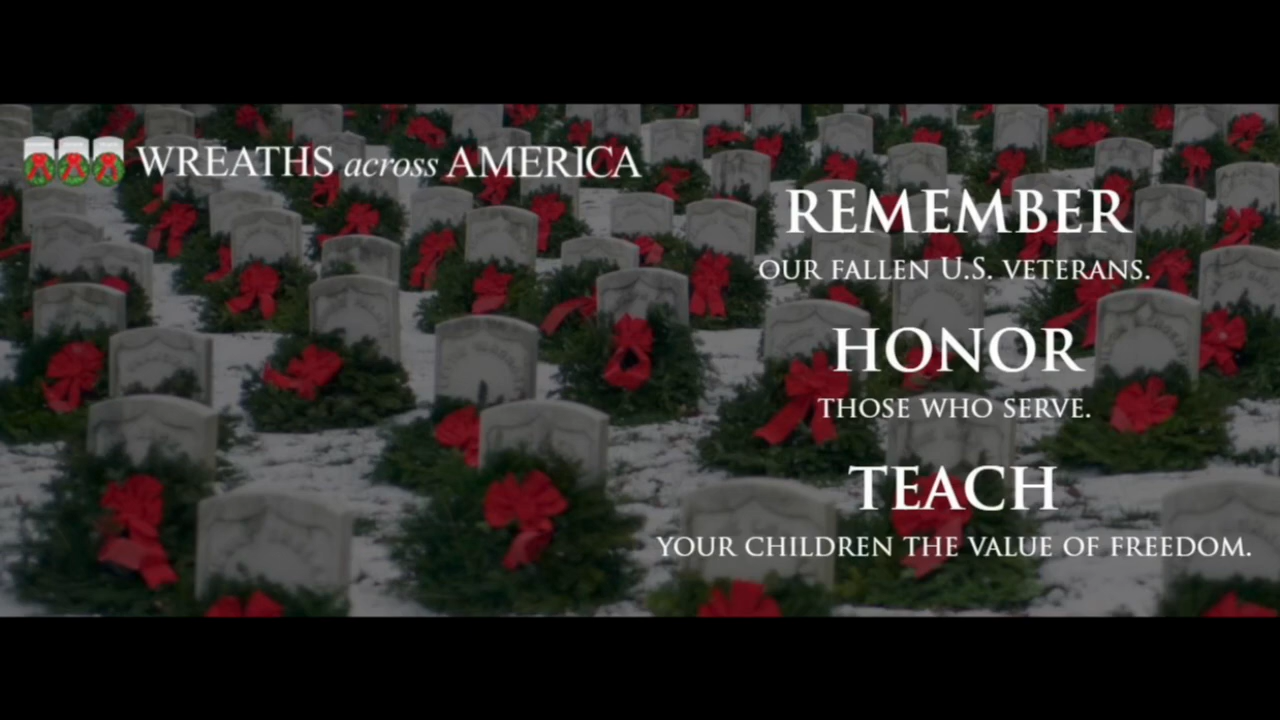 WREATHS across AMERICA
REMEMBER
OUR FALLEN U.S. VETERANS.
HONOR
THOSE WHO SERVE.
TEACH
YOUR CHILDREN THE VALUE OF FREEDOM.